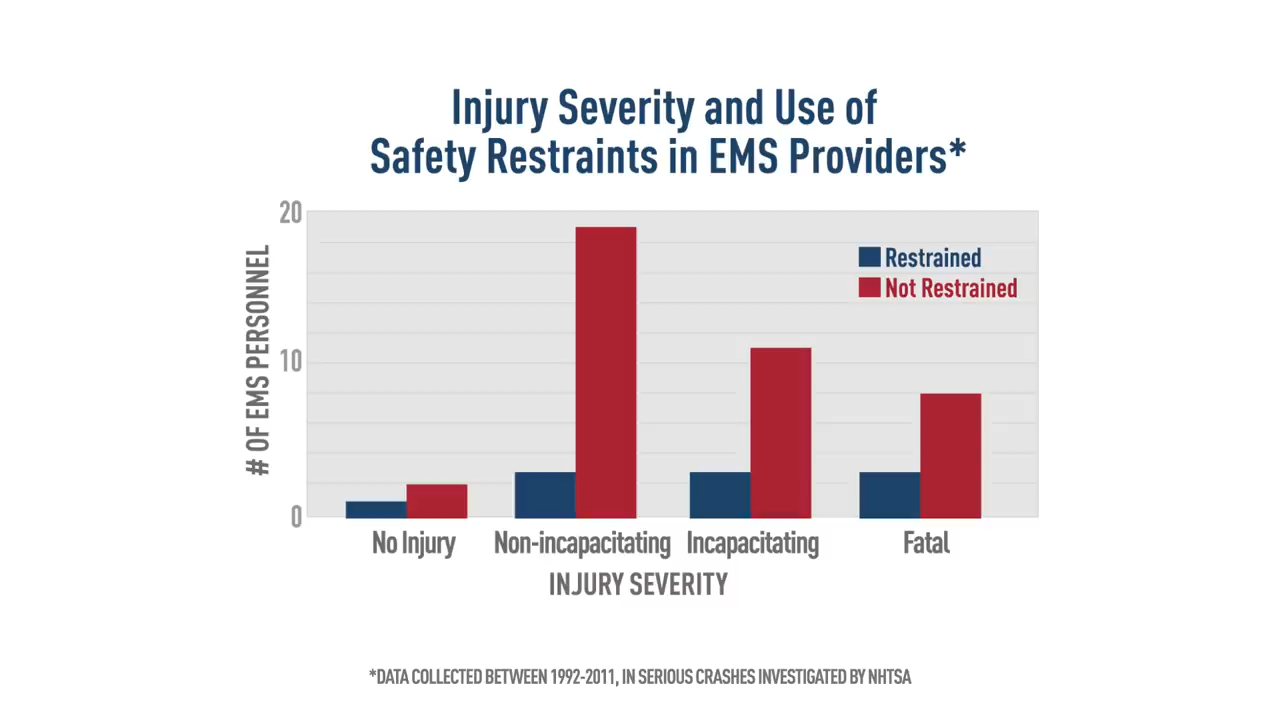 Injury Severity and Use of
Safety Restraints in EMS Providers*
20
10
0
# OF EMS PERSONNEL
Restrained
Not Restrained
No Injury
Non-incapacitating
Incapacitating
Fatal
INJURY SEVERITY
*DATA COLLECTED BETWEEN 1992-2011, IN SERIOUS CRASHES INVESTIGATED BY NHTSA